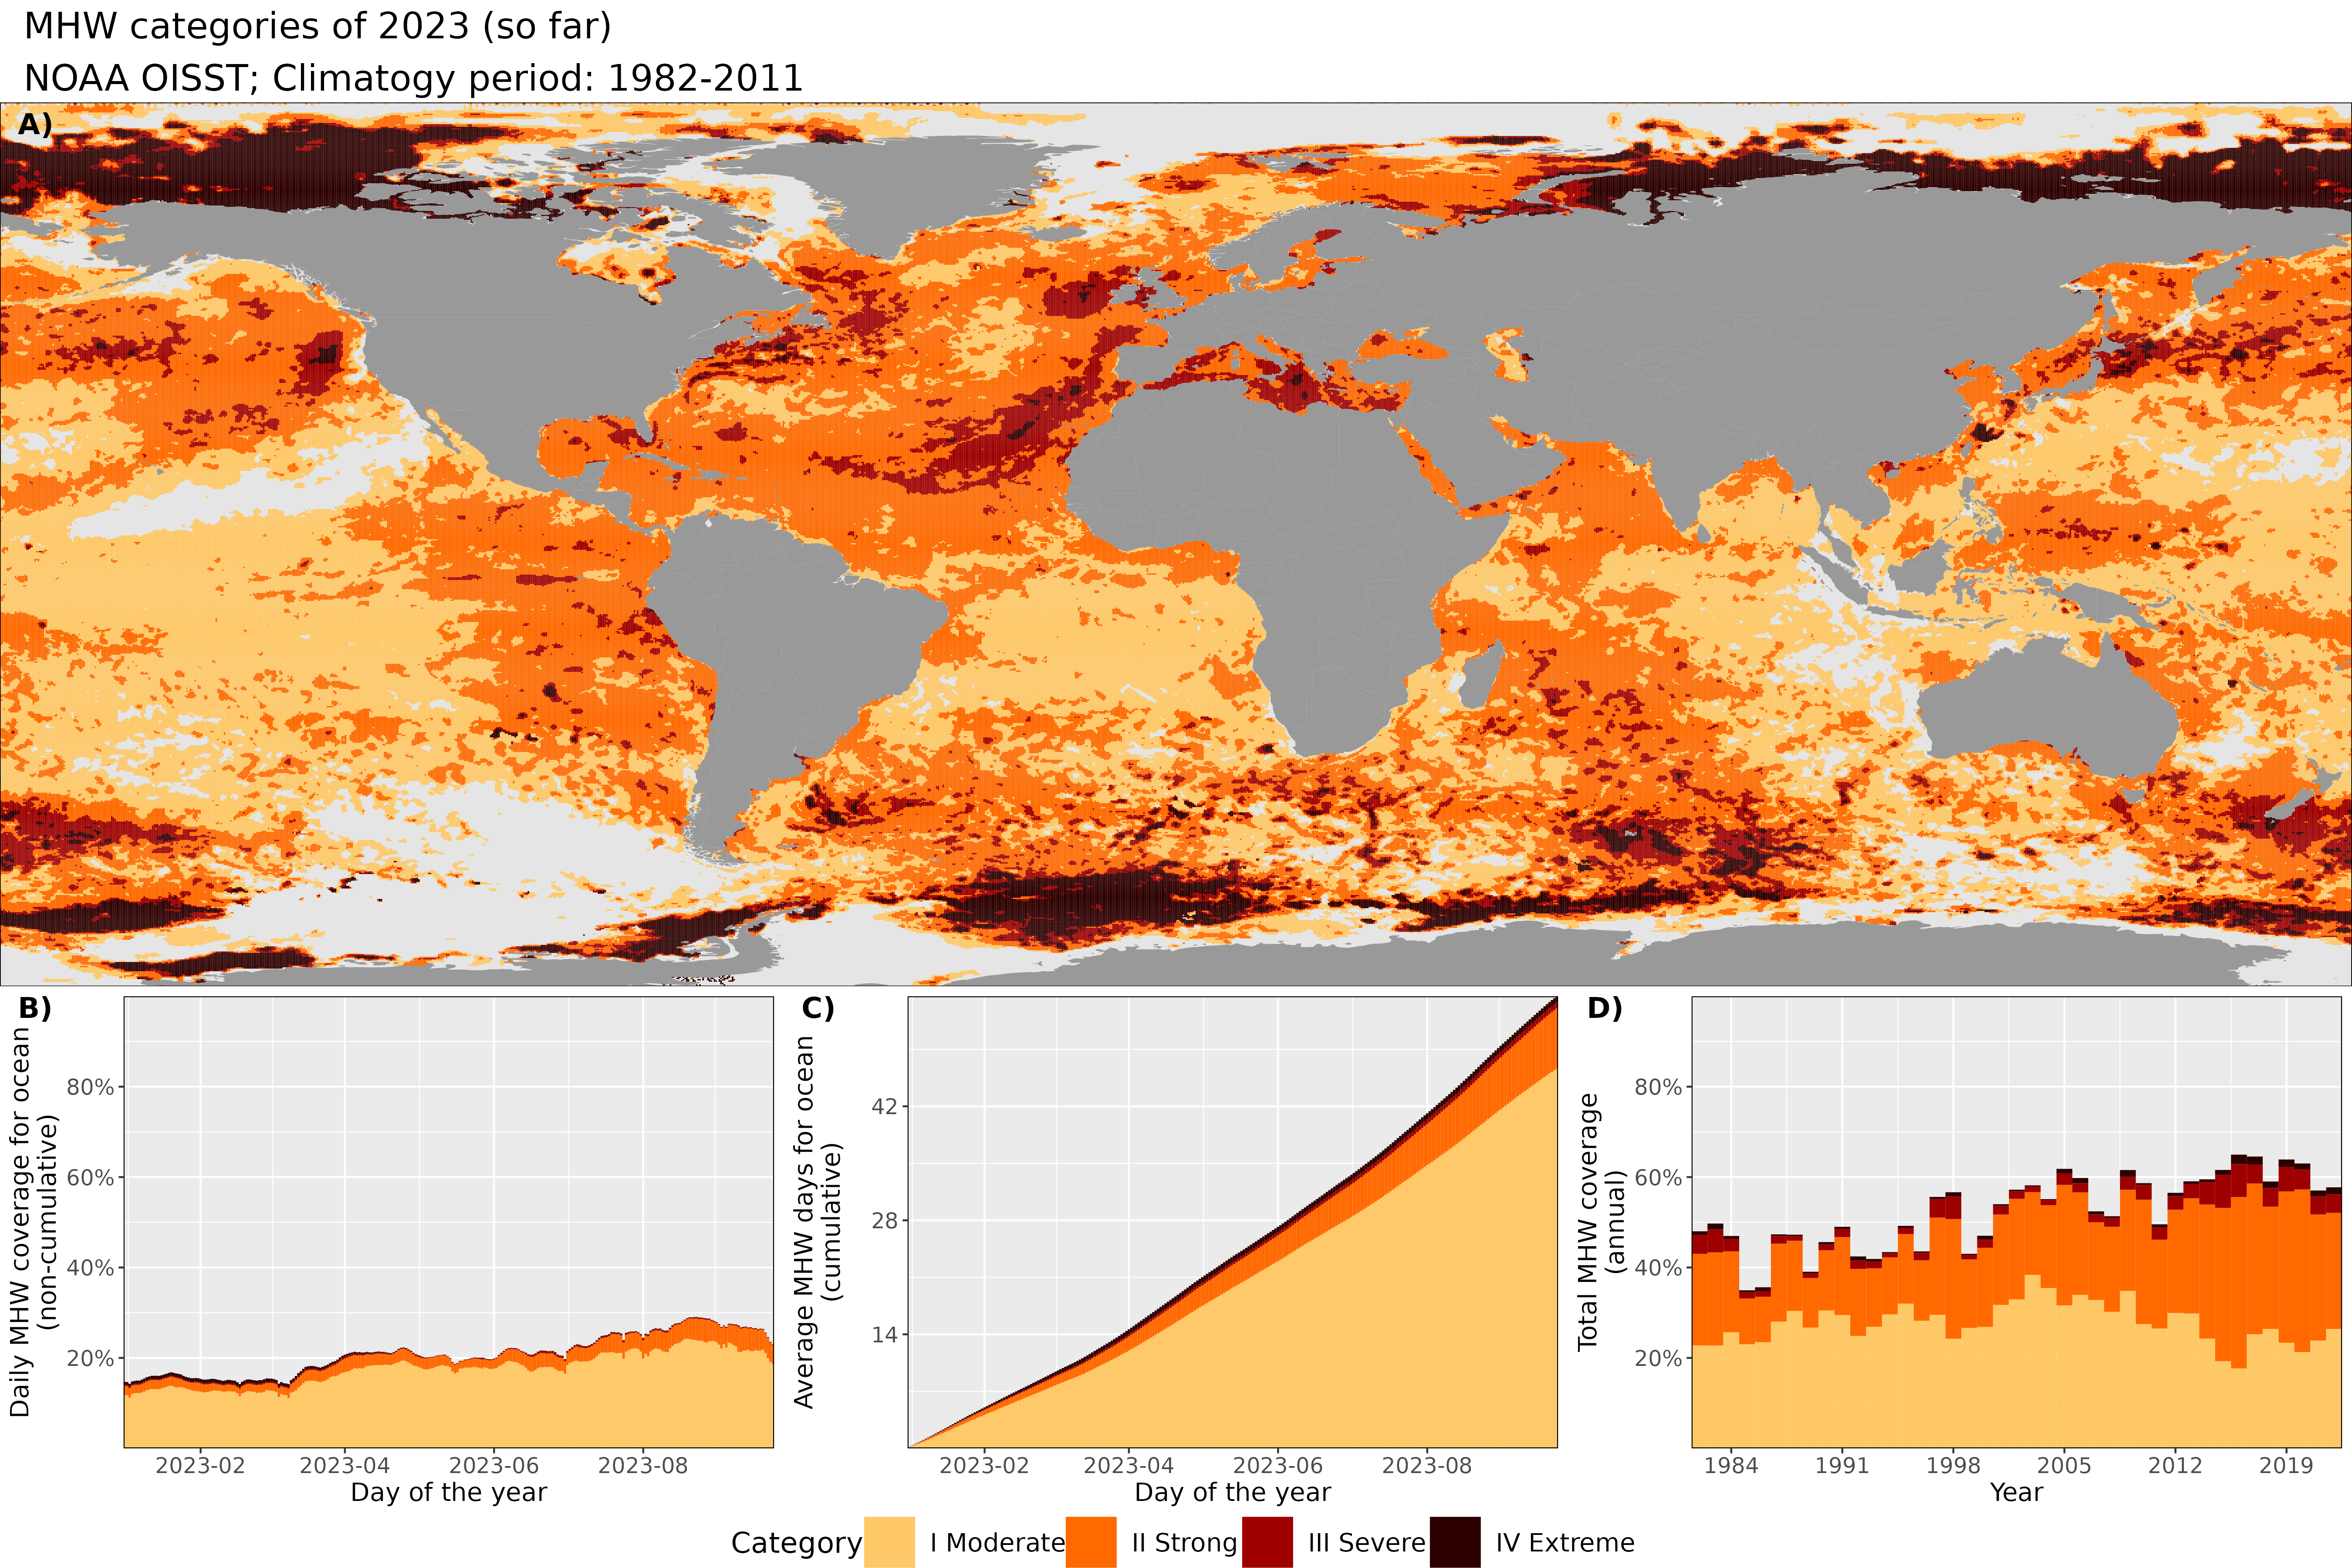 MHW categories of 2023 (so far)
NOAA OISST; Climatogy period: 1982-2011
A)
B)
Daily MHW coverage for ocean
(non-cumulative)
80%
60%
40%
20%
2023-02 2023-04 2023-06 2023-08
Day of the year
C)
Average MHW days for ocean
(cumulative)
42
28
14
2023-02 2023-04 2023-06 2023-08
Day of the year
D)
Total MHW coverage
(annual)
80%
60%
40%
20%
1984 1991 1998 2005 2012 2019
Year
Category I Moderate II Strong III Severe IV Extreme